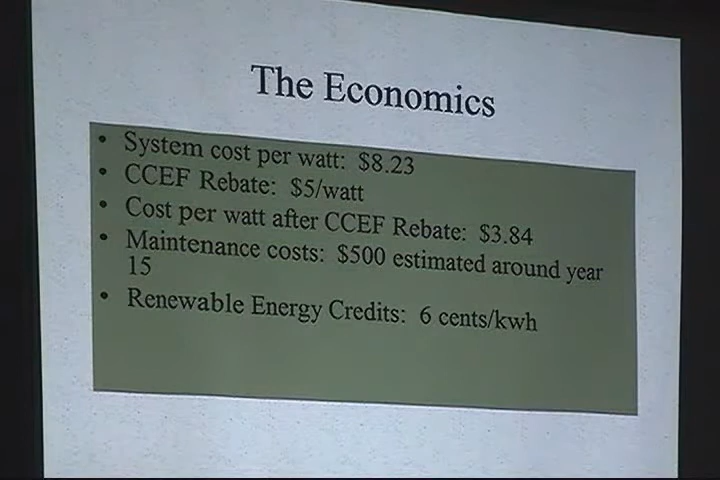 The Economics
• System cost per watt: $8.23
• CCEF Rebate: $5/watt
• Cost per watt after CCEF Rebate: $3.84
• Maintenance costs: $500 estimated around year
15
• Renewable Energy Credits: 6 cents/kwh